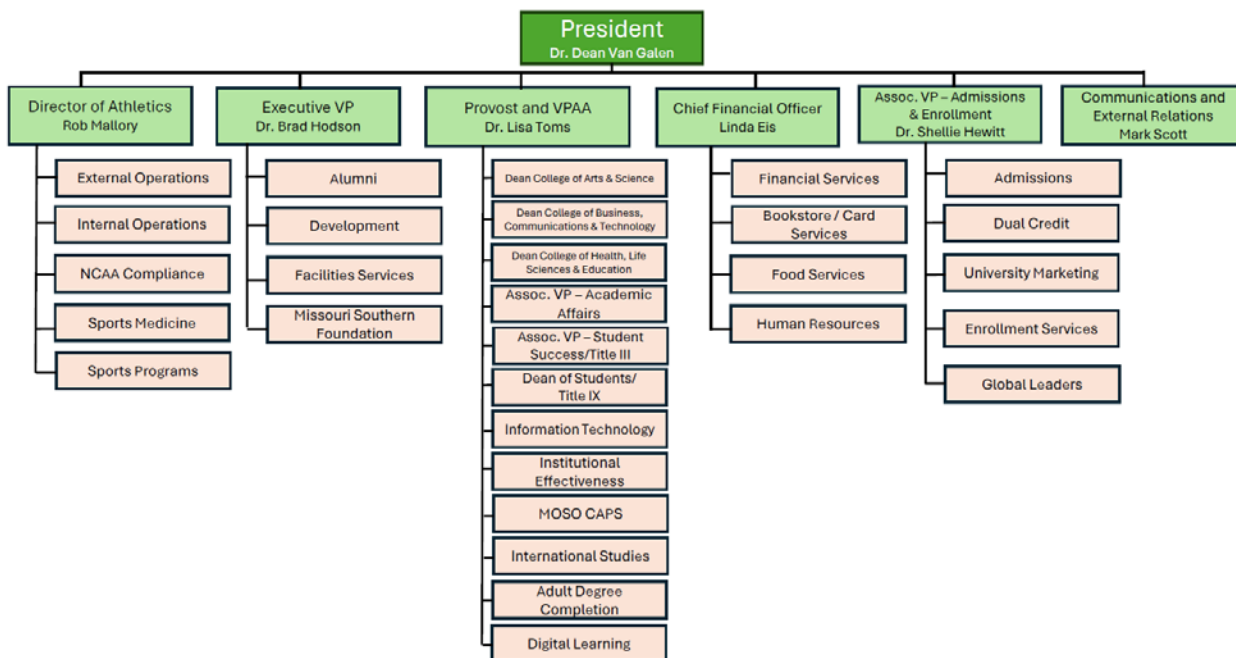 President
Dr. Dean Van Galen
Director of Athletics
Rob Mallory
External Operations
Internal Operations
NCAA Compliance
Sports Medicine
Sports Programs
Executive VP
Dr. Brad Hodson
Alumni
Development
Facilities Services
Missouri Southern
Foundation
Provost and VPAA
Dr. Lisa Toms
Dean College of Arts & Science
Dean College of Business,
Communications & Technology
Dean College of Health, Life
Sciences & Education
Assoc. VP – Academic
Affairs
Assoc. VP – Student
Success/Title III
Dean of Students/
Title IX
Information Technology
Institutional
Effectiveness
MOSO CAPS
International Studies
Adult Degree
Completion
Digital Learning
Chief Financial Officer
Linda Eis
Financial Services
Bookstore / Card
Services
Food Services
Human Resources
Assoc. VP – Admissions
& Enrollment
Dr. Shellie Hewitt
Admissions
Dual Credit
University Marketing
Enrollment Services
Global Leaders
Communications and
External Relations
Mark Scott